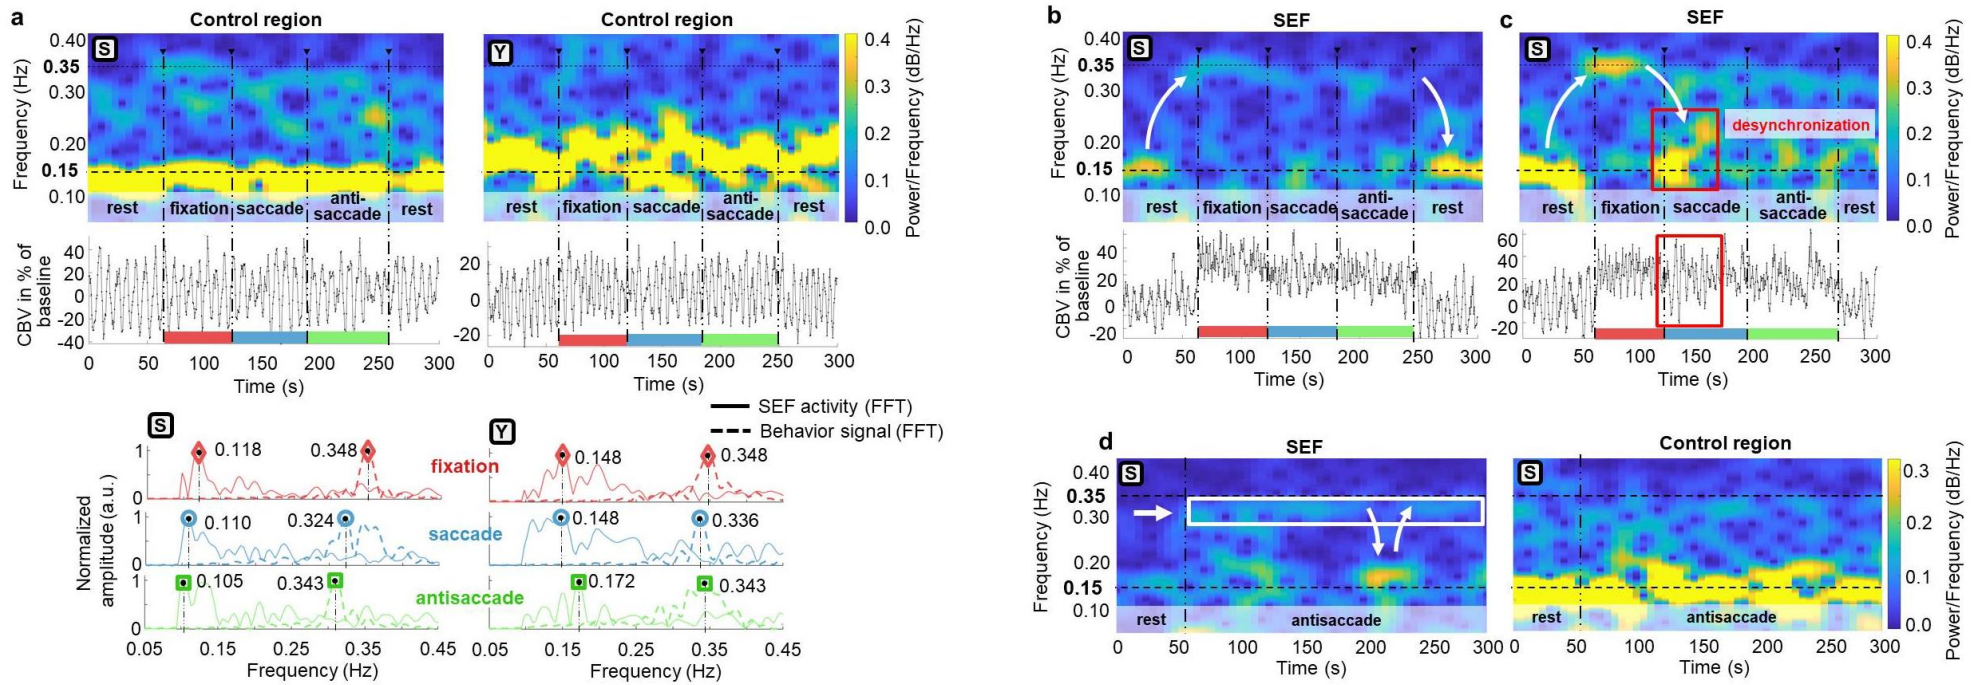 a
Control region
Control region
S
Y
Frequency (Hz)
0.40
0.35
0.30
0.20
0.15
0.10
rest
fixation
saccade
anti-
saccade
rest
rest
fixation
saccade
anti-
saccade
rest
0.4
0.3
0.2
0.1
0.0
Power/Frequency (dB/Hz)
CBV in % of
baseline
40
20
0
-20
-40
20
0
-20
0 50 100 150 200 250 300
0 50 100 150 200 250 300
Time (s)
Time (s)
SEF activity (FFT)
Behavior signal (FFT)
S
Y
Normalized
amplitude (a.u.)
1
0
0.118
0.348
fixation
0.148
0.348
1
0
0.110
0.324
saccade
0.148
0.336
1
0
0.105
0.343
antisaccade
0.172
0.343
0.05 0.15 0.25 0.35 0.45
0.05 0.15 0.25 0.35 0.45
Frequency (Hz)
Frequency (Hz)
b
SEF
S
Frequency (Hz)
0.40
0.35
0.30
0.20
0.15
0.10
rest
fixation
saccade
anti-
saccade
rest
CBV in % of
baseline
40
20
0
-20
0 50 100 150 200 250 300
Time (s)
c
SEF
S
desynchronization
rest
fixation
saccade
anti-
saccade
rest
0.4
0.3
0.2
0.1
0.0
Power/Frequency (dB/Hz)
60
40
20
0
-20
0 50 100 150 200 250 300
Time (s)
d
SEF
Control region
S
S
Frequency (Hz)
0.40
0.35
0.30
0.20
0.15
0.10
rest
antisaccade
rest
antisaccade
0.3
0.2
0.1
0.0
Power/Frequency (dB/Hz)
0 50 100 150 200 250 300
0 50 100 150 200 250 300
Time (s)
Time (s)